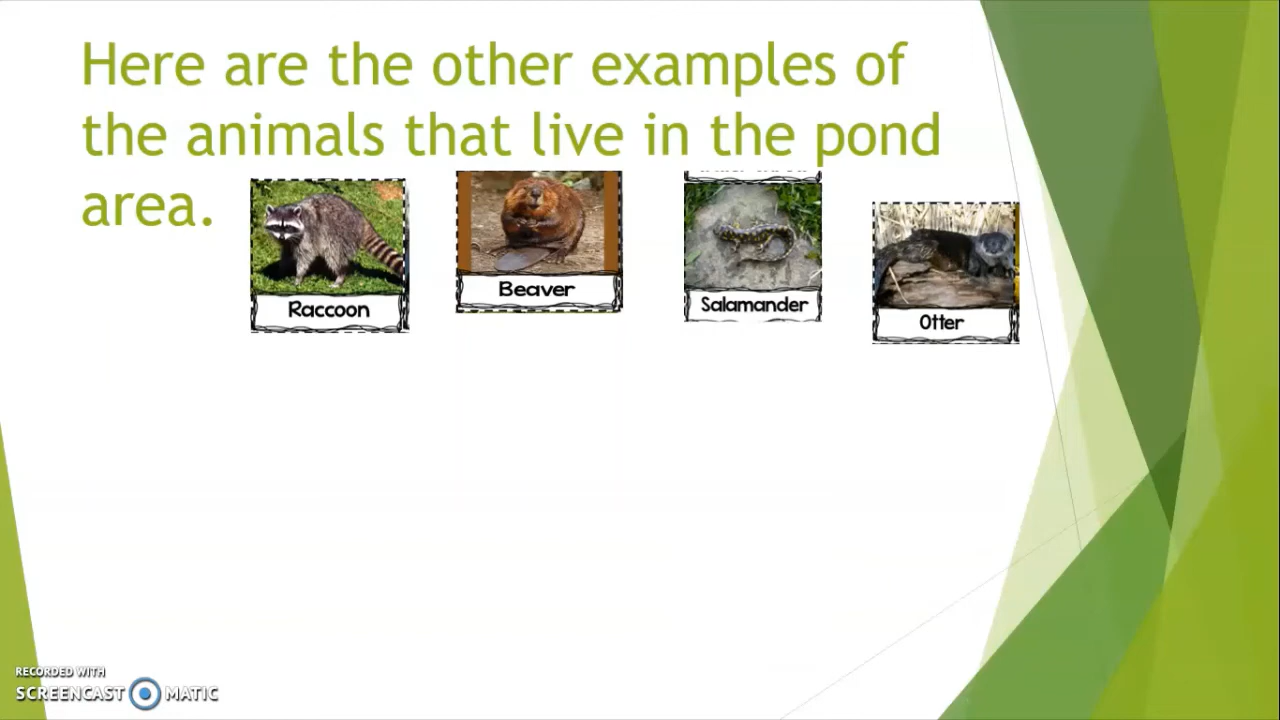 Here are the other examples of
the animals that live in the pond
area.
Raccoon
Beaver
Salamander
Otter
RECORDED WITH
SCREENCAST MATIC